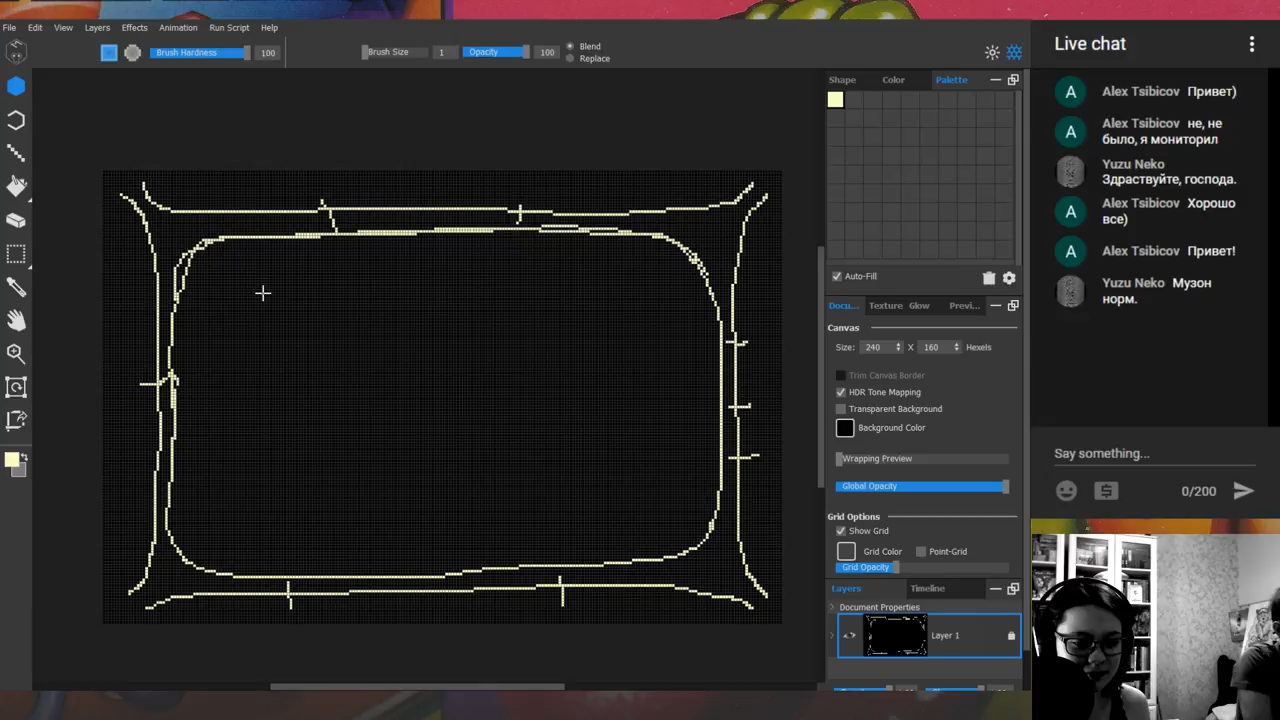 File Edit View Layers Effects Animation Run Script Help
Live chat
Brush Hardness 100 Brush Size 1 Opacity 100 Blend
Replace
Shape Color Palette
A Alex Tsibicov Привет)
A Alex Tsibicov не, не
было, я мониторил
Yuzu Neko
Здраствуйте, господа.
A Alex Tsibicov Хорошо
все)
A Alex Tsibicov Привет!
Yuzu Neko Музон
норм.
Auto-Fill
Docu... Texture Glow Previ...
Canvas
Size: 240 X 160 Hexels
Trim Canvas Border
HDR Tone Mapping
Transparent Background
Background Color
Wrapping Preview
Global Opacity
Grid Options
Show Grid
Grid Color Point-Grid
Grid Opacity
Layers Timeline
Document Properties
Layer 1
Say something...
0/200